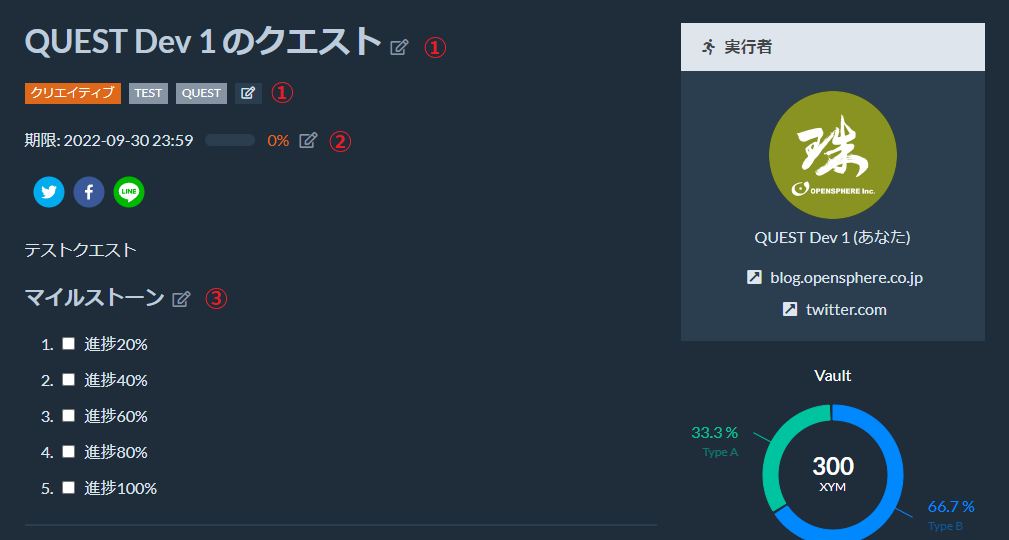 QUEST Dev 1 のクエスト ①
クリエイティブ TEST QUEST ①
期限: 2022-09-30 23:59 0% ②
LINE
テストクエスト
マイルストーン ③
1. 進捗20%
2. 進捗40%
3. 進捗60%
4. 進捗80%
5. 進捗100%
実行者
珠
OPENSPHERE Inc.
QUEST Dev 1 (あなた)
blog.opensphere.co.jp
twitter.com
Vault
33.3 %
Type A
300
XYM
66.7 %
Type B